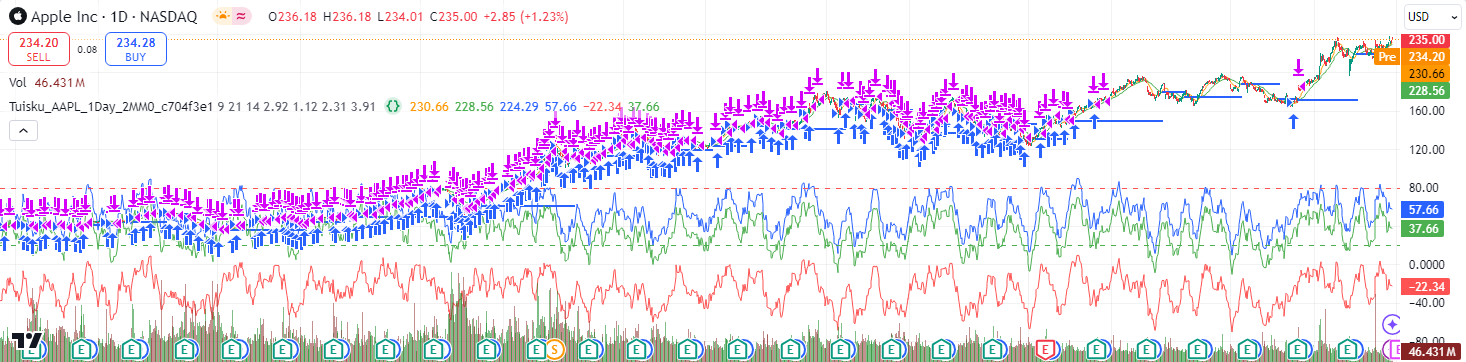 Apple Inc · 1D · NASDAQ O236.18 H236.18 L234.01 C235.00 +2.85 (+1.23%) USD
234.20 SELL 0.08 234.28 BUY
Vol 46.431 M
Tuisku_AAPL_1Day_2MM0_c704f3e1 9 21 14 2.92 1.12 2.31 3.91 {} 230.66 228.56 224.29 57.66 −22.34 37.66
235.00
Pre 234.20
230.66
228.56
160.00
120.00
80.00
57.66
37.66
0.0000
−40.00
46.431 M
E E E E E E E E E E E S E E E E E E E E E E E E E E E E E